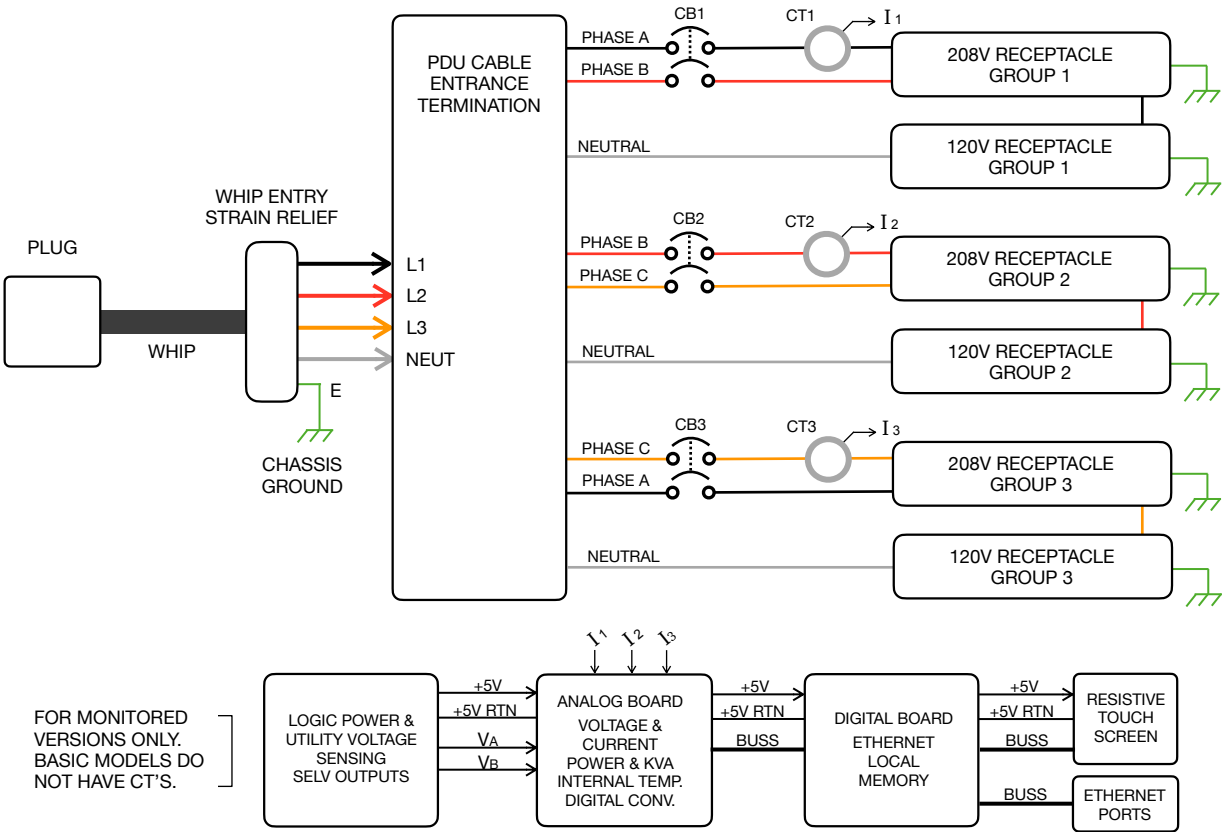 CB1
CT1
I1
PHASE A
PHASE B
PDU CABLE
ENTRANCE
TERMINATION
208V RECEPTACLE
GROUP 1
NEUTRAL
120V RECEPTACLE
GROUP 1
WHIP ENTRY
STRAIN RELIEF
PLUG
WHIP
L1
L2
L3
NEUT
E
CHASSIS
GROUND
CB2
CT2
I2
PHASE B
PHASE C
208V RECEPTACLE
GROUP 2
NEUTRAL
120V RECEPTACLE
GROUP 2
CB3
CT3
I3
PHASE C
PHASE A
208V RECEPTACLE
GROUP 3
NEUTRAL
120V RECEPTACLE
GROUP 3
FOR MONITORED
VERSIONS ONLY.
BASIC MODELS DO
NOT HAVE CT'S.
LOGIC POWER &
UTILITY VOLTAGE
SENSING
SELV OUTPUTS
+5V
+5V RTN
VA
VB
I1
I2
I3
ANALOG BOARD
VOLTAGE &
CURRENT
POWER & KVA
INTERNAL TEMP.
DIGITAL CONV.
+5V
+5V RTN
BUSS
DIGITAL BOARD
ETHERNET
LOCAL
MEMORY
+5V
+5V RTN
BUSS
BUSS
RESISTIVE
TOUCH
SCREEN
ETHERNET
PORTS